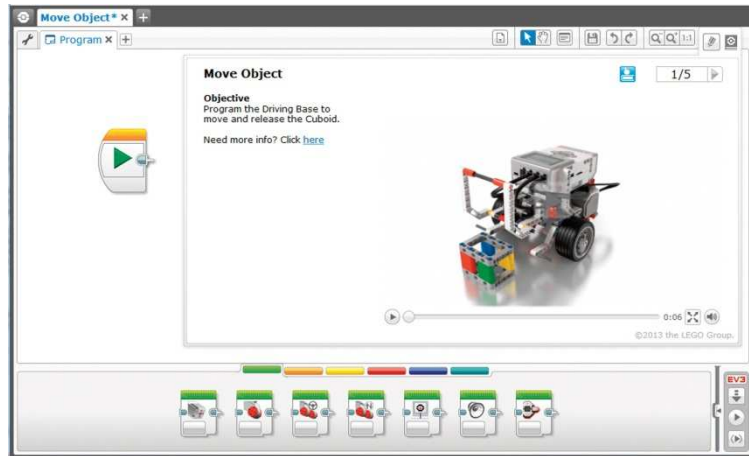 Move Object*
Program
1:1
Move Object
1/5
Objective
Program the Driving Base to
move and release the Cuboid.
Need more info? Click here
0:06
©2013 the LEGO Group.
EV3